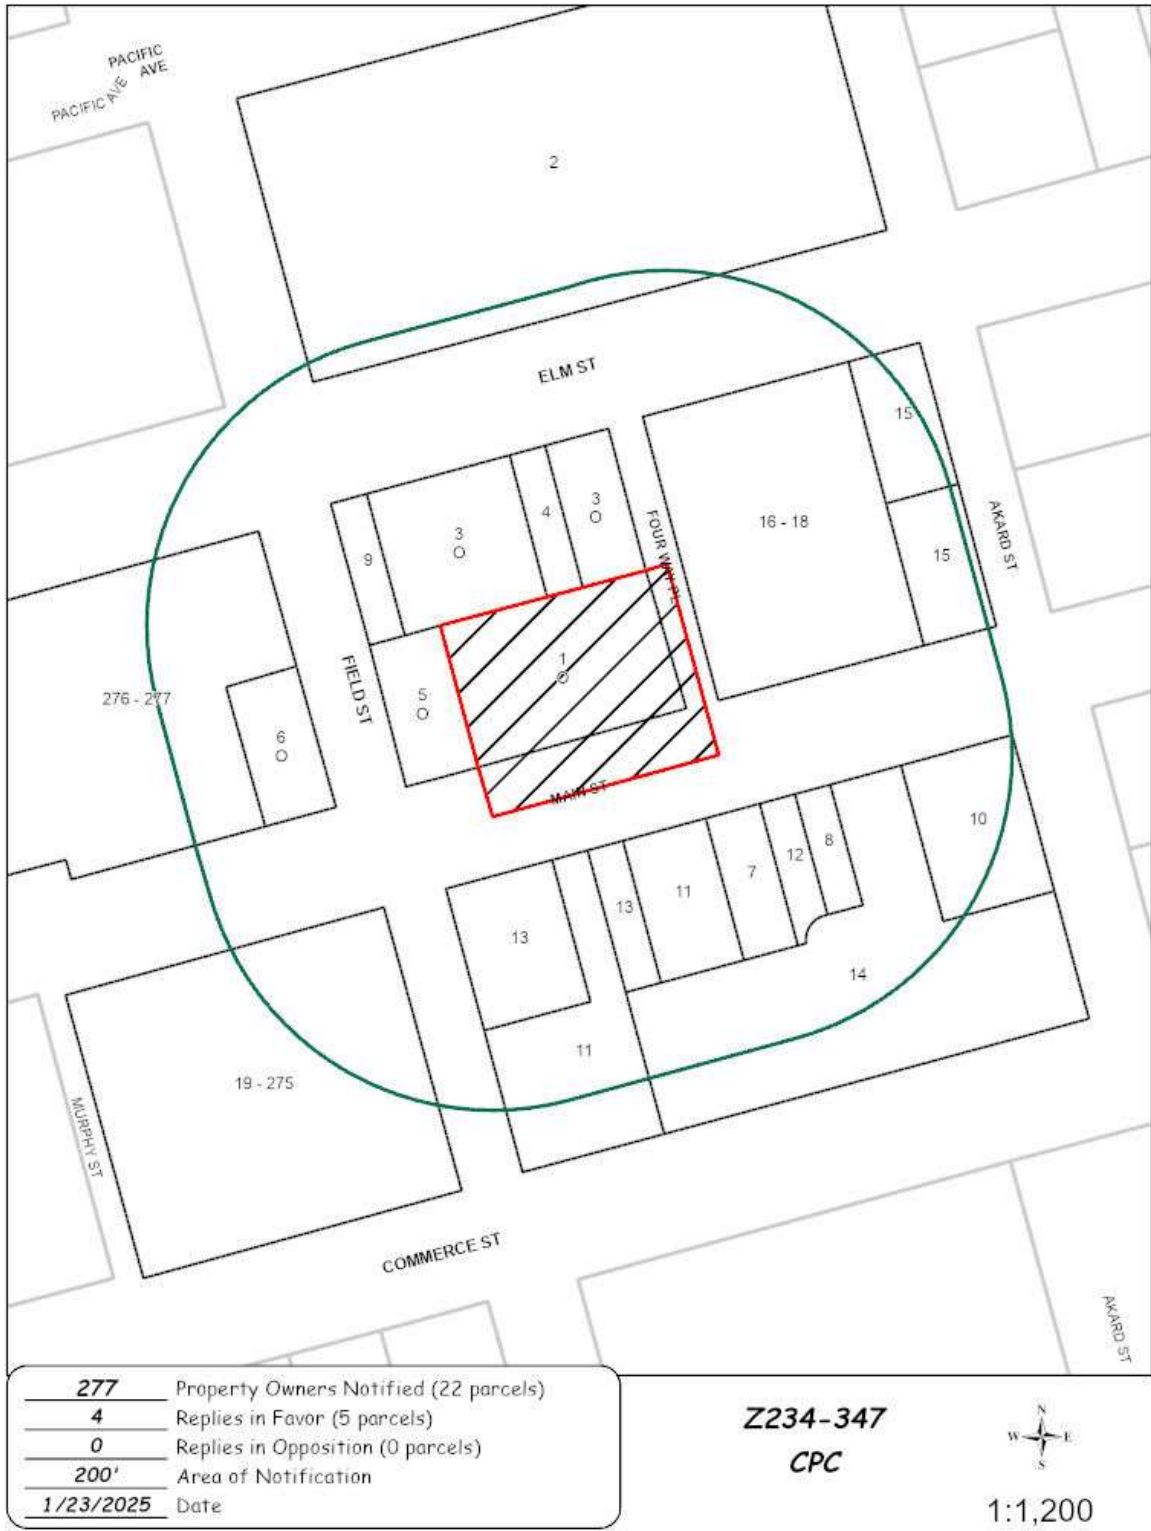 PACIFIC
AVE
PACIFIC AVE
2
ELM ST
15
3
4
3
16 - 18
FOUR WAY PL
AKARD ST
9
15
1
FIELD ST
5
276 - 277
6
MAIN ST
10
8
12
7
11
13
13
14
11
19 - 275
MURPHY ST
COMMERCE ST
AKARD ST
277 Property Owners Notified (22 parcels)
4 Replies in Favor (5 parcels)
0 Replies in Opposition (0 parcels)
200' Area of Notification
1/23/2025 Date
Z234-347
CPC
N
W E
S
1:1,200